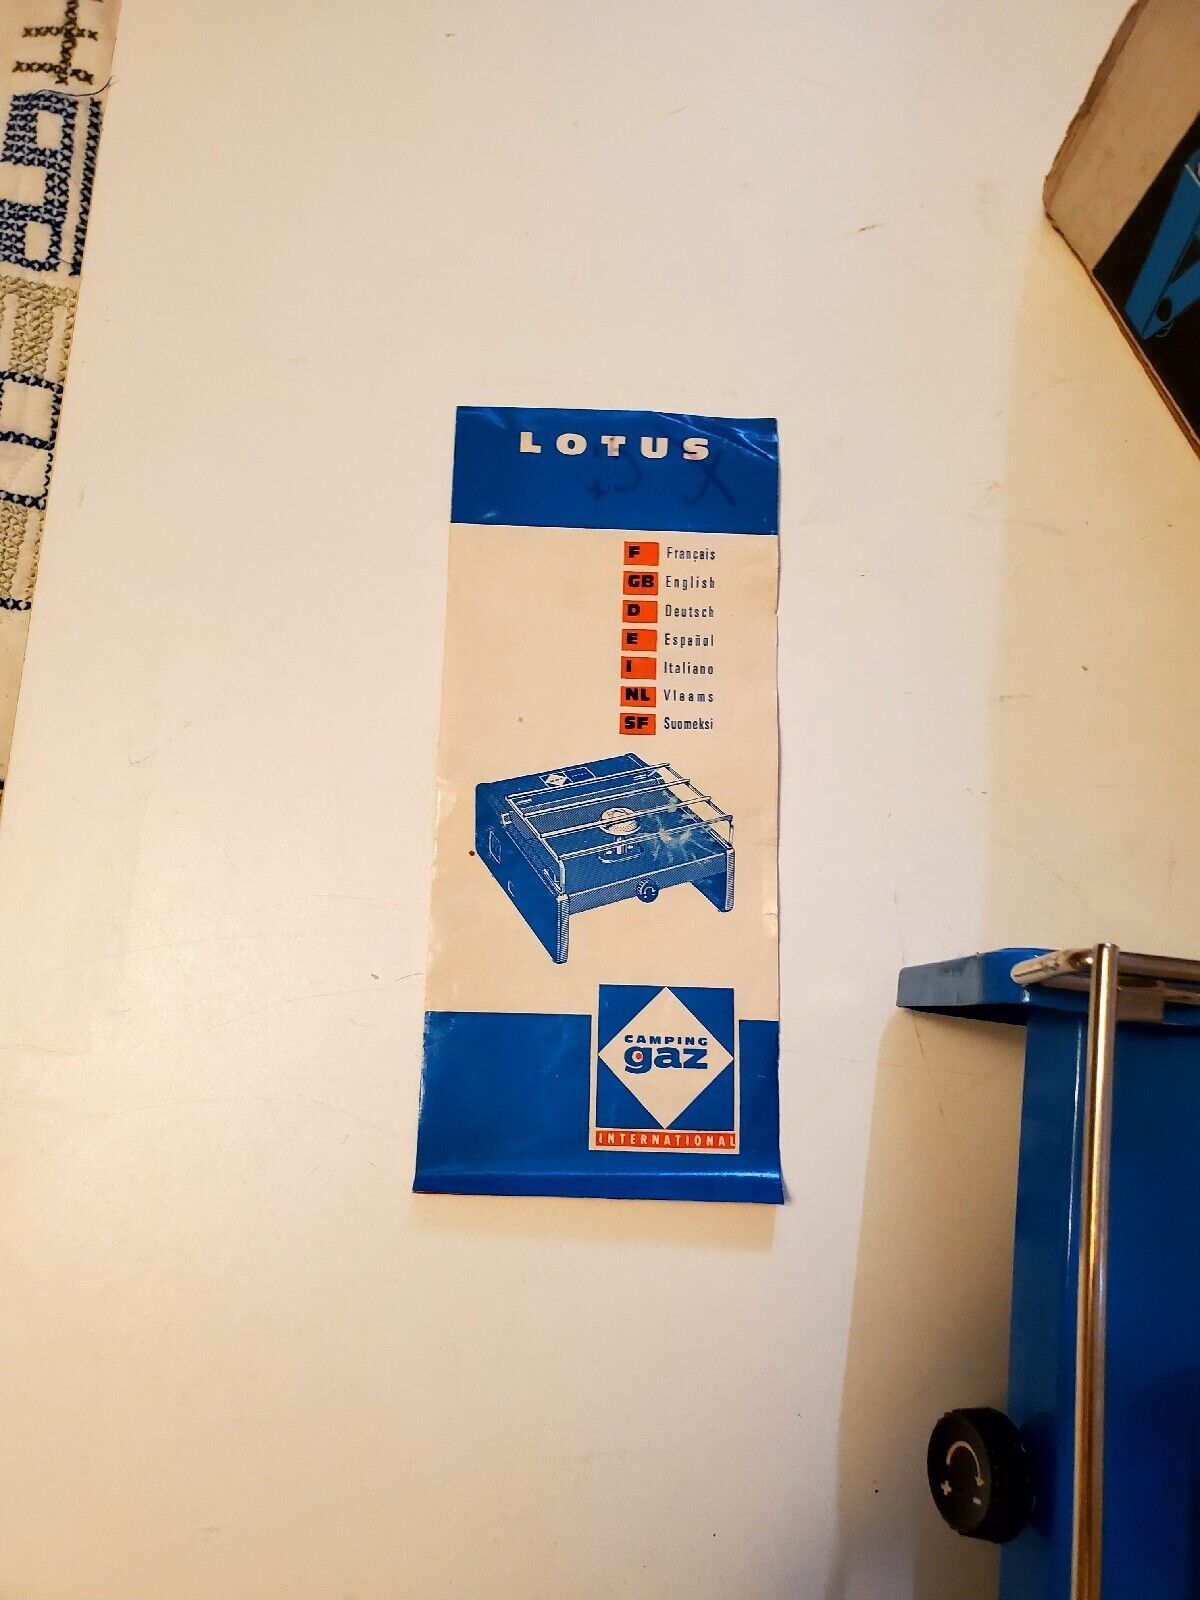 LOTUS
F Français
GB English
D Deutsch
E Español
I Italiano
NL Vlaams
SF Suomeksi
CAMPING
gaz
INTERNATIONAL
+ -